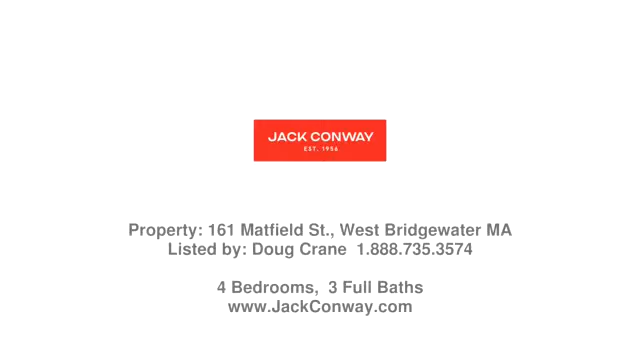 JACK CONWAY
EST. 1956
Property: 161 Matfield St., West Bridgewater MA
Listed by: Doug Crane  1.888.735.3574
4 Bedrooms,  3 Full Baths
www.JackConway.com